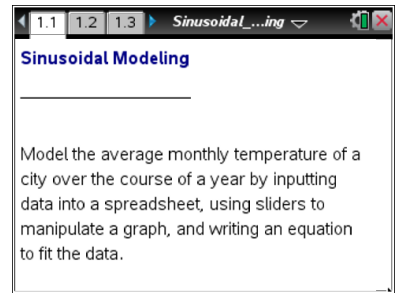 1.1 1.2 1.3 Sinusoidal_...ing
Sinusoidal Modeling
Model the average monthly temperature of a
city over the course of a year by inputting
data into a spreadsheet, using sliders to
manipulate a graph, and writing an equation
to fit the data.